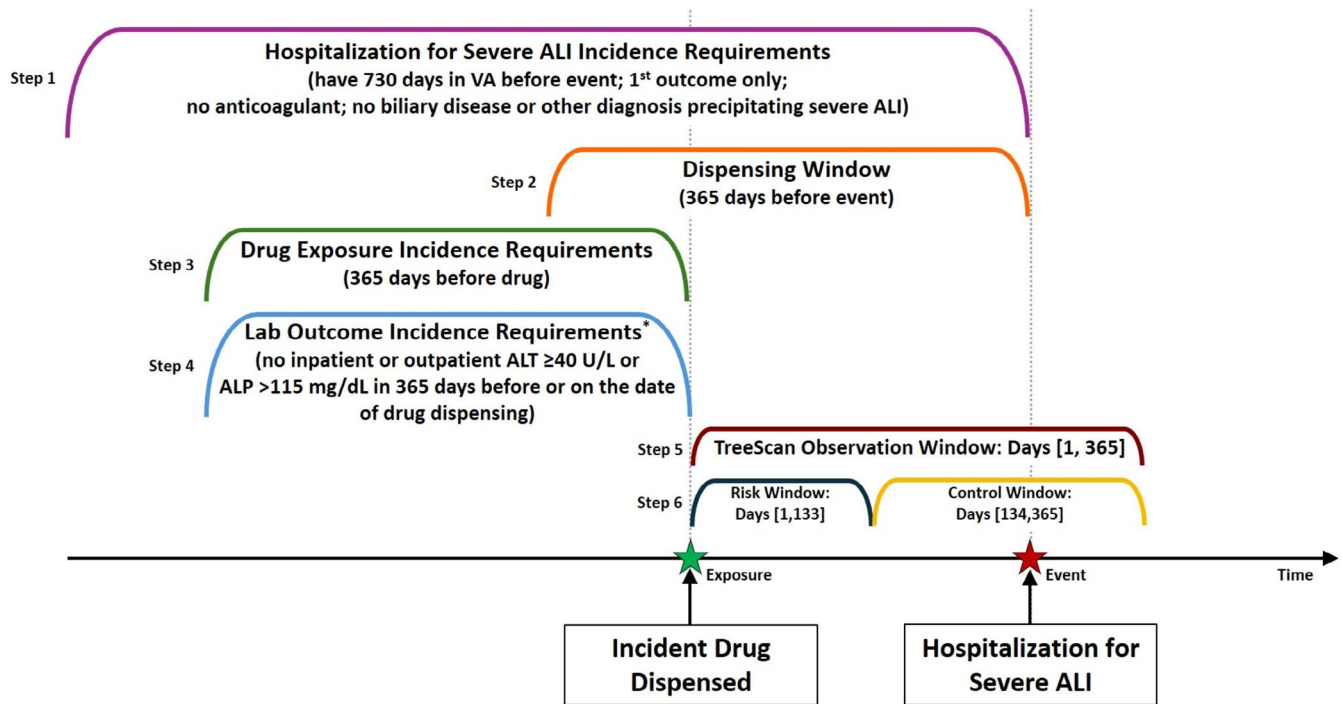 Step 1
Hospitalization for Severe ALI Incidence Requirements
(have 730 days in VA before event; 1st outcome only;
no anticoagulant; no biliary disease or other diagnosis precipitating severe ALI)
Step 2
Dispensing Window
(365 days before event)
Step 3
Drug Exposure Incidence Requirements
(365 days before drug)
Step 4
Lab Outcome Incidence Requirements*
(no inpatient or outpatient ALT ≥40 U/L or
ALP >115 mg/dL in 365 days before or on the date
of drug dispensing)
Step 5
TreeScan Observation Window: Days [1, 365]
Step 6
Risk Window:
Days [1,133]
Control Window:
Days [134,365]
Exposure
Event
Time
Incident Drug
Dispensed
Hospitalization for
Severe ALI